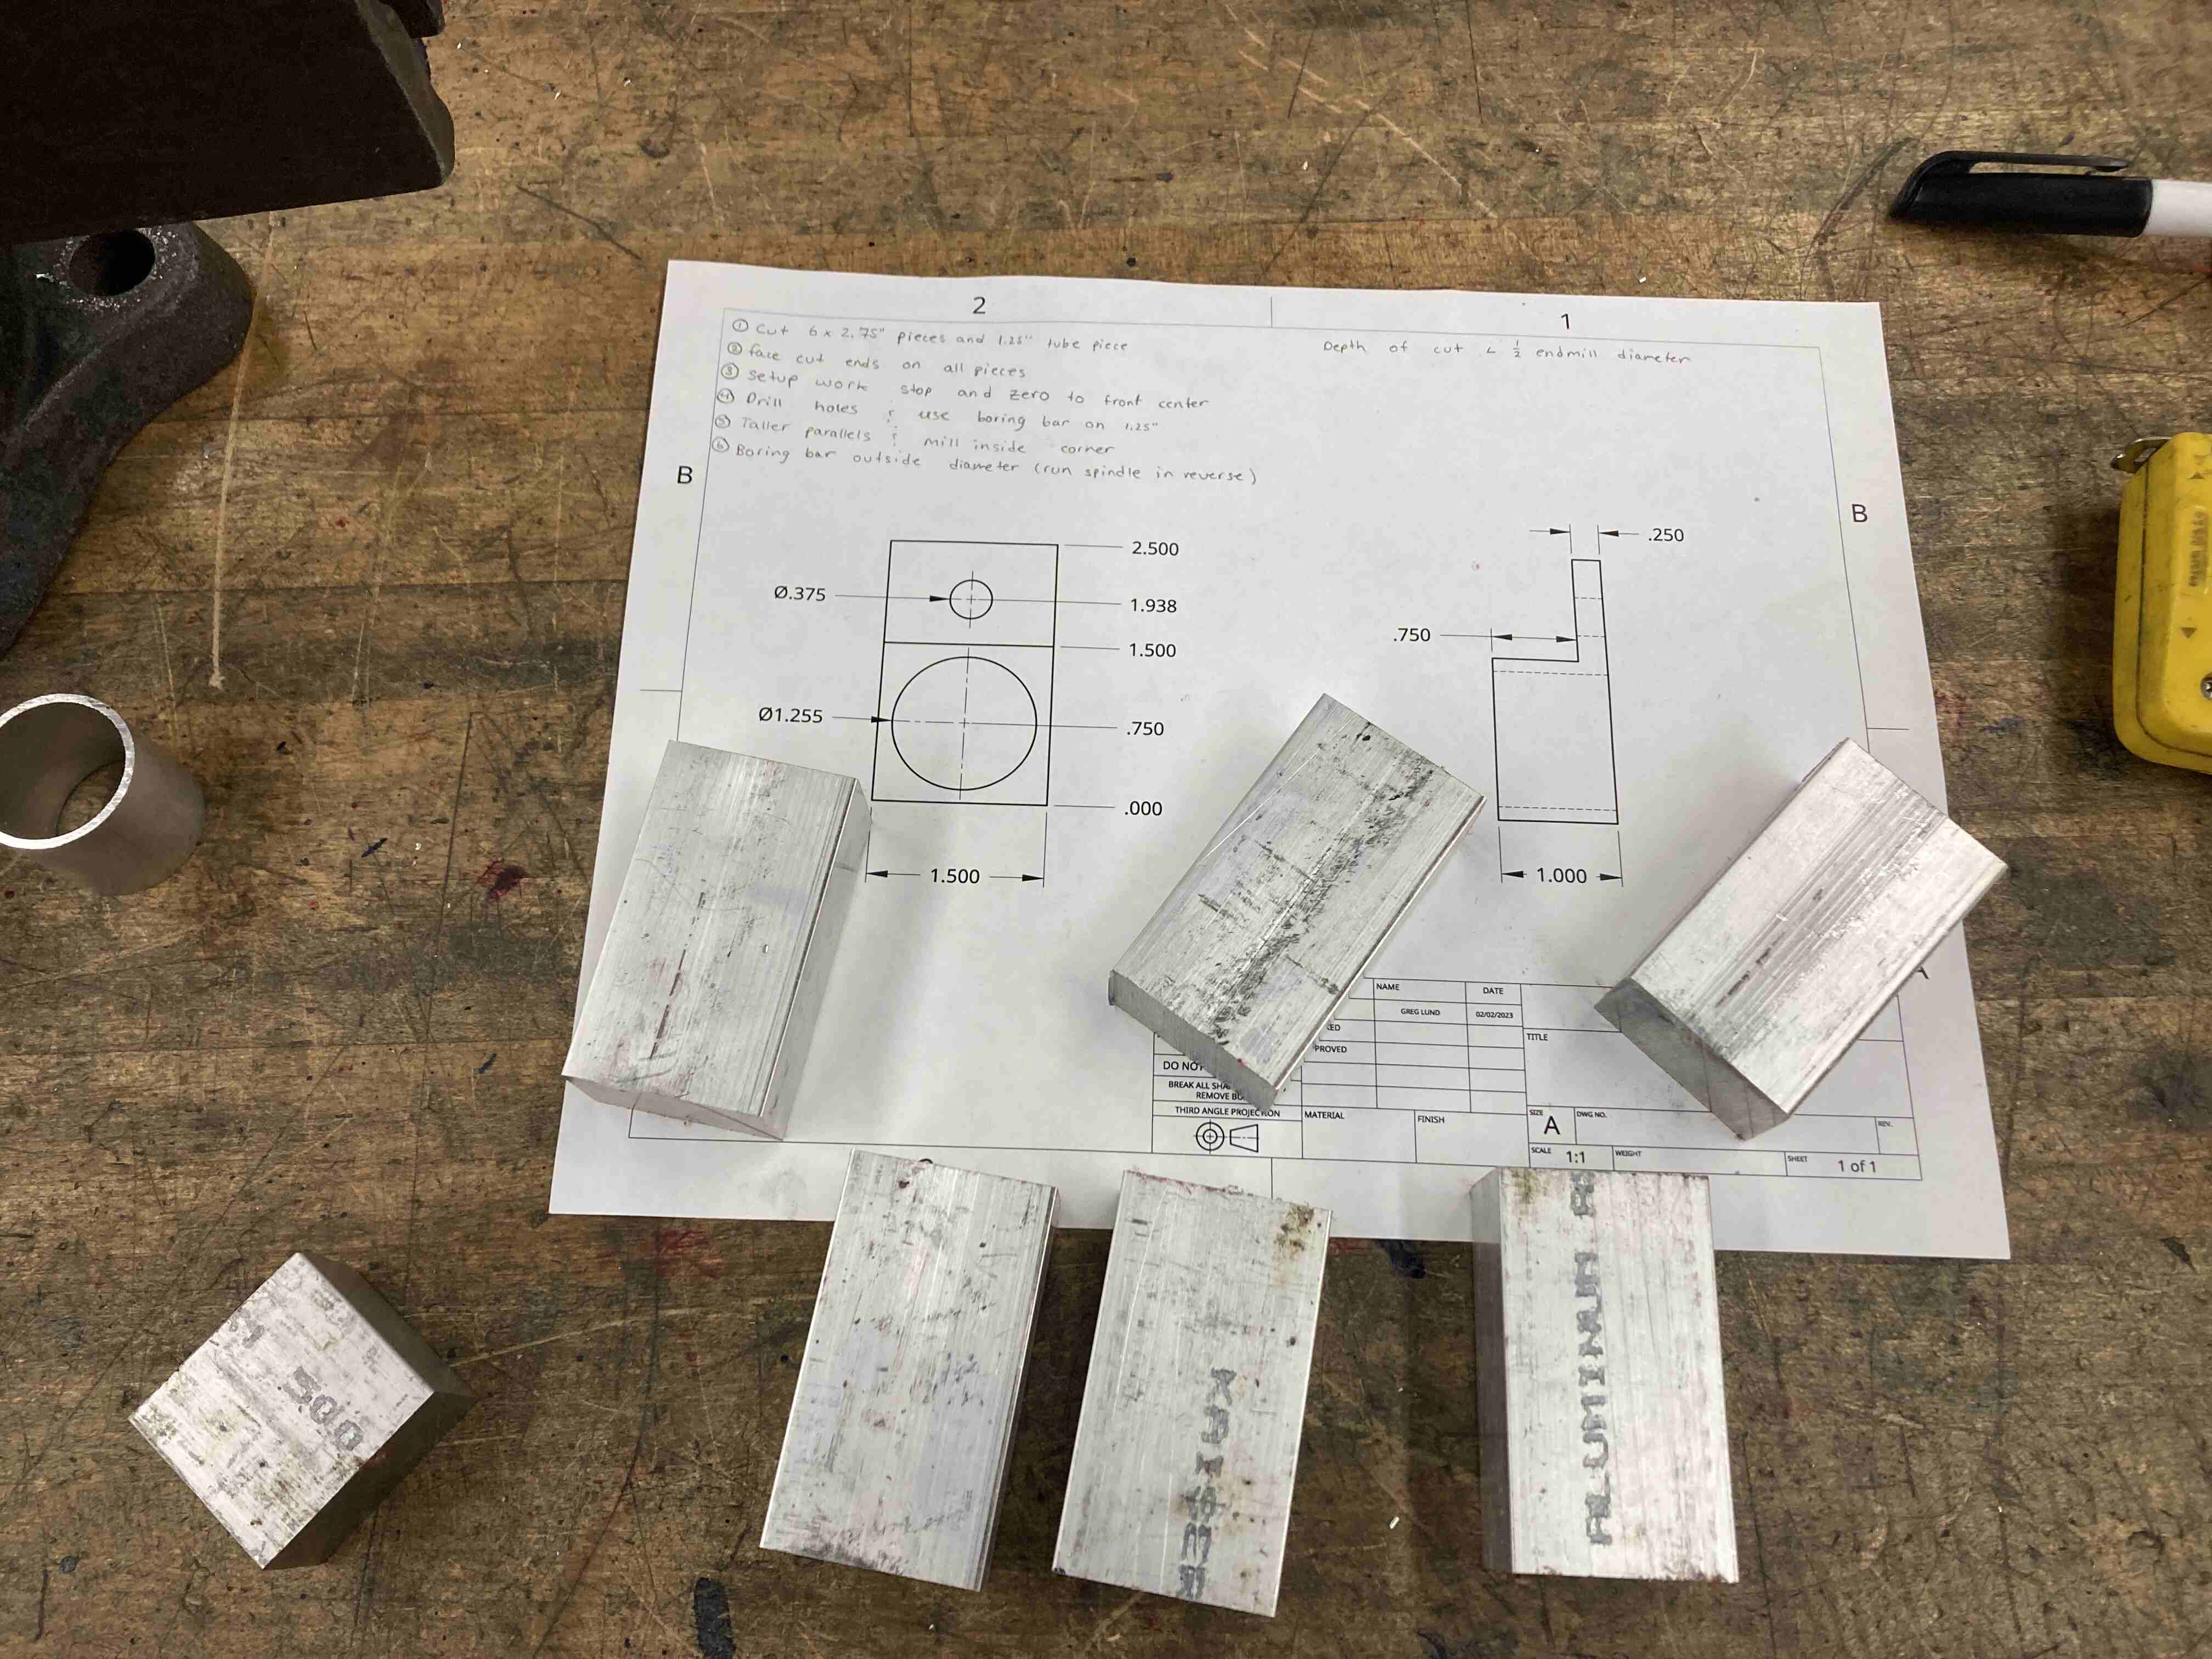 2
1
① Cut 6 x 2.75" pieces and 1.25" tube piece
② face cut ends on all pieces
③ Setup work stop and zero to front center
④ Drill holes & use boring bar on 1.25"
⑤ Taller parallels & mill inside corner
⑥ Boring bar outside diameter (run spindle in reverse)
Depth of cut < ½ endmill diameter
B
B
2.500
Ø.375
1.938
1.500
Ø1.255
.750
.000
1.500
.250
.750
1.000
NAME
DATE
GREG LUND
02/02/2023
DO NOT
BREAK ALL
THIRD ANGLE PROJECTION
MATERIAL
FINISH
TITLE
SIZE
A
DWG NO.
REV.
SCALE 1:1
WEIGHT
SHEET 1 of 1
500
KAISER
ALUMINUM